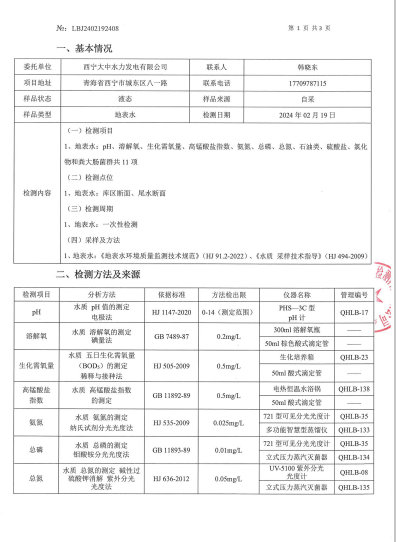 №: LBJ2402192408 第 1 页 共 3 页
一、基本情况
委托单位 西宁大中水力发电有限公司 联系人 韩晓东
项目地址 青海省西宁市城东区八一路 联系电话 17709787115
样品状态 液态 样品来源 自采
样品类型 地表水 检测日期 2024 年 02 月 19 日
检测内容
（一）检测项目
1、地表水：pH、溶解氧、生化需氧量、高锰酸盐指数、氨氮、总磷、总氮、石油类、硫酸盐、氯化
物和粪大肠菌群共 11 项
（二）检测点位
1、地表水：库区断面、尾水断面
（三）检测周期
1、地表水：一次性检测
（四）采样及方法
1、地表水：《地表水环境质量监测技术规范》（HJ 91.2-2022）、《水质 采样技术指导》（HJ 494-2009）
二、检测方法及来源
检测项目 分析方法 依据标准 方法检出限 仪器名称 管理编号
pH 水质 pH 值的测定
电极法 HJ 1147-2020 0-14（测定范围） PHS—3C 型
pH 计 QHLB-17
溶解氧 水质 溶解氧的测定
碘量法 GB 7489-87 0.2mg/L 300ml 溶解氧瓶 ——
50ml 棕色酸式滴定管 ——
生化需氧量 水质 五日生化需氧量
（BOD₅）的测定
稀释与接种法 HJ 505-2009 0.5mg/L 生化培养箱 QHLB-23
50ml 酸式滴定管 ——
高锰酸盐
指数 水质 高锰酸盐指数
的测定 GB 11892-89 0.5mg/L 电热恒温水浴锅 QHLB-138
50ml 酸式滴定管 ——
氨氮 水质 氨氮的测定
纳氏试剂分光光度法 HJ 535-2009 0.025mg/L 721 型可见分光光度计 QHLB-35
多功能智慧型蒸馏仪 QHLB-133
总磷 水质 总磷的测定
钼酸铵分光光度法 GB 11893-89 0.01mg/L 721 型可见分光光度计 QHLB-35
立式压力蒸汽灭菌器 QHLB-134
总氮 水质 总氮的测定 碱性过
硫酸钾消解 紫外分光
光度法 HJ 636-2012 0.05mg/L UV-5100 紫外分光
光度计 QHLB-08
立式压力蒸汽灭菌器 QHLB-135